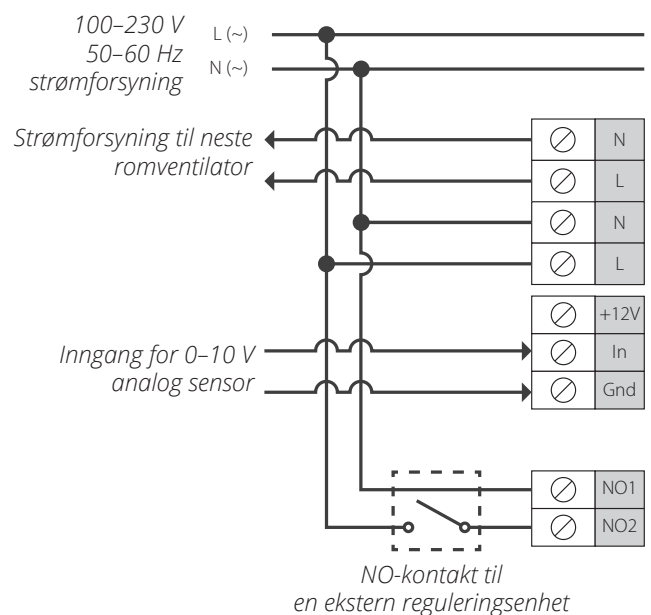 100–230 V
50–60 Hz
strømforsyning
L (~)
N (~)
Strømforsyning til neste
romventilator
N
L
N
L
+12V
Inngang for 0–10 V
analog sensor
In
Gnd
NO1
NO2
NO-kontakt til
en ekstern reguleringsenhet